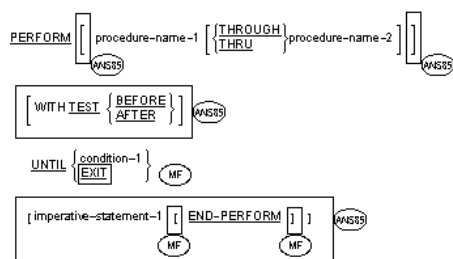 PERFORM [ procedure-name-1 [ { THROUGH
THRU } procedure-name-2 ] ]
ANS85 ANS85
[ WITH TEST { BEFORE
AFTER } ] ANS85
UNTIL { condition-1
EXIT } MF
[ imperative-statement-1 [ END-PERFORM ] ] ANS85
MF MF